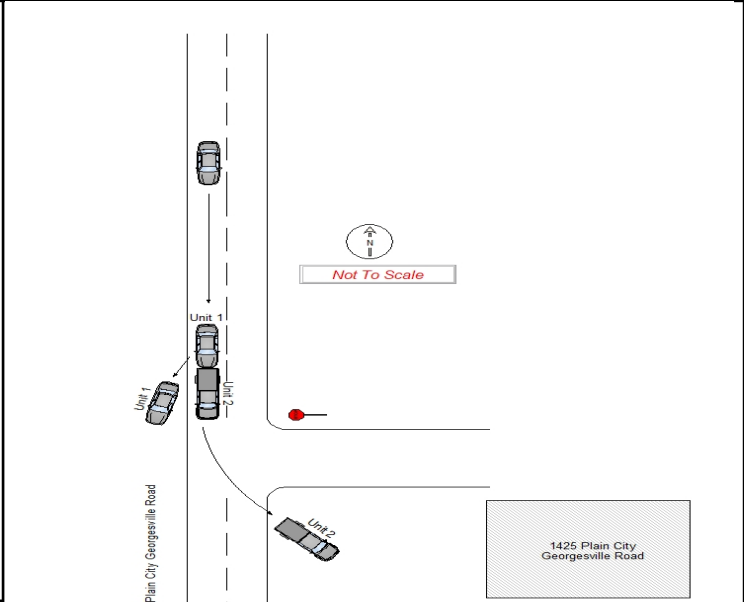 N
Not To Scale
Unit 1
Unit 1
Unit 2
Unit 2
Plain City Georgesville Road
1425 Plain City
Georgesville Road